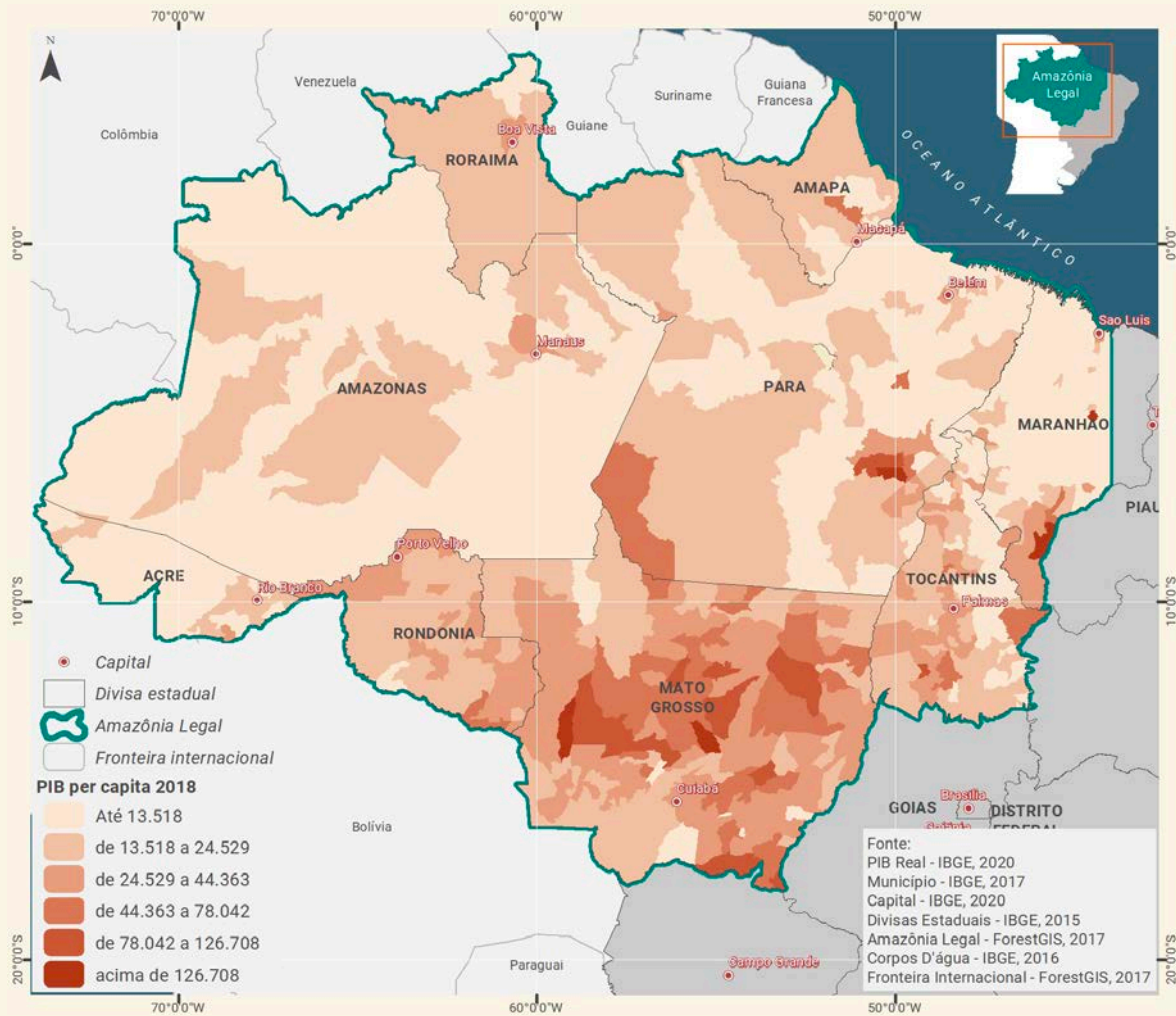 70°0'0"W
60°0'0"W
50°0'0"W
N
Venezuela
Colômbia
Guiane
Suriname
Guiana
Francesa
Amazônia
Legal
OCEANO ATLÂNTICO
Boa Vista
RORAIMA
AMAPA
Macapá
0°0'0"
0°0'0"
Belém
Sao Luis
Manaus
AMAZONAS
PARA
MARANHAO
PIAU
Porto Velho
ACRE
Rio Branco
TOCANTINS
Palmas
10°0'0"S
10°0'0"S
RONDONIA
MATO
GROSSO
Cuiabá
Brasília
GOIAS
DISTRITO
FEDERAL
Goiânia
Bolívia
Paraguai
Campo Grande
Capital
Divisa estadual
Amazônia Legal
Fronteira internacional
PIB per capita 2018
Até 13.518
de 13.518 a 24.529
de 24.529 a 44.363
de 44.363 a 78.042
de 78.042 a 126.708
acima de 126.708
Fonte:
PIB Real - IBGE, 2020
Município - IBGE, 2017
Capital - IBGE, 2020
Divisas Estaduais - IBGE, 2015
Amazônia Legal - ForestGIS, 2017
Corpos D'água - IBGE, 2016
Fronteira Internacional - ForestGIS, 2017
20°0'0"S
20°0'0"S
70°0'0"W
60°0'0"W
50°0'0"W